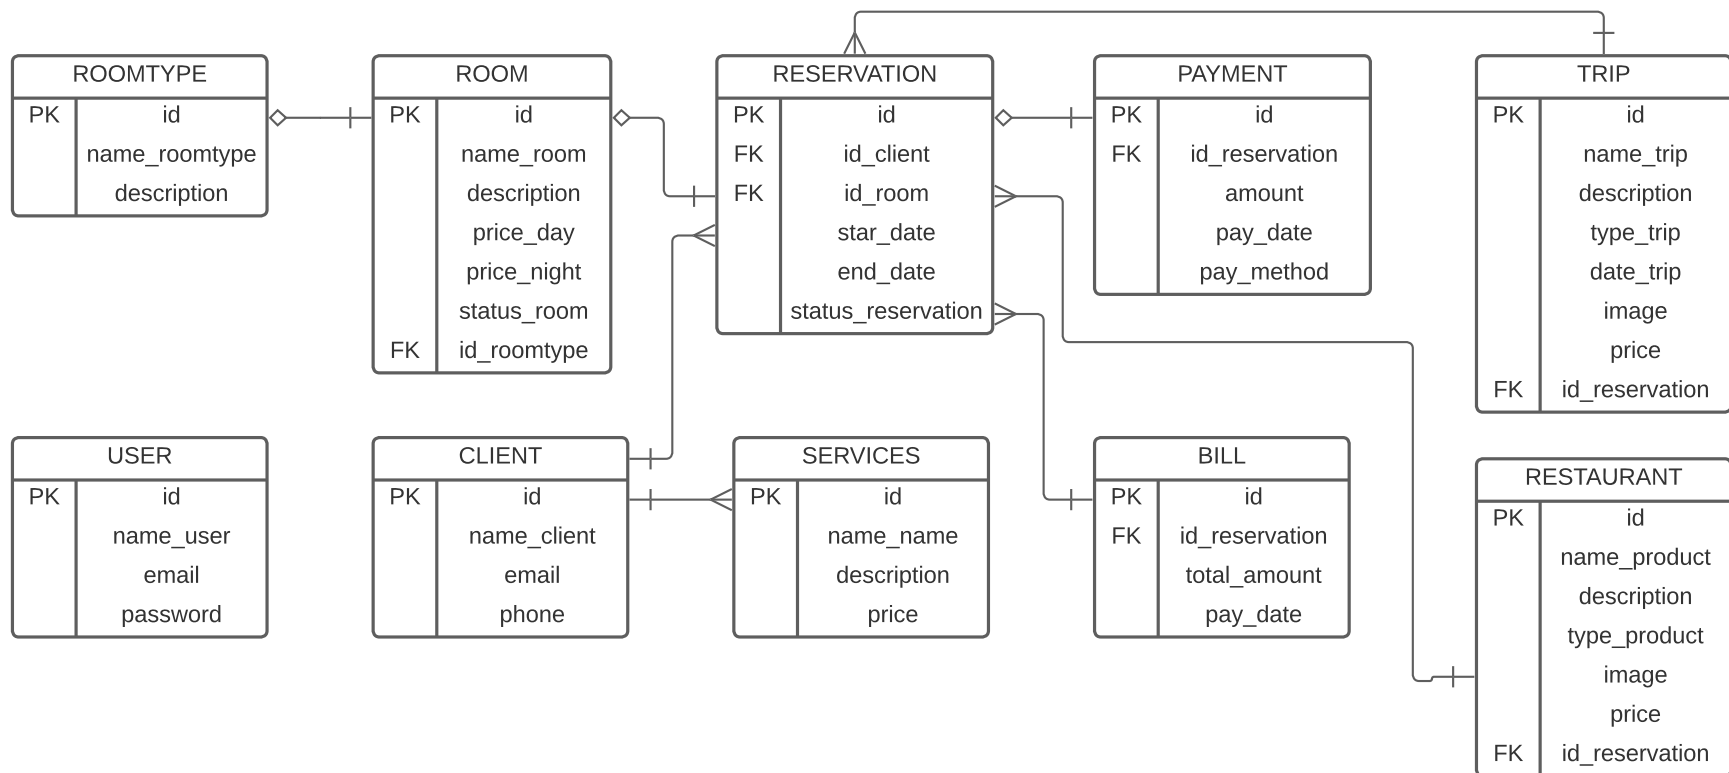 ROOMTYPE
PK id
name_roomtype
description
ROOM
PK id
name_room
description
price_day
price_night
status_room
FK id_roomtype
RESERVATION
PK id
FK id_client
FK id_room
star_date
end_date
status_reservation
PAYMENT
PK id
FK id_reservation
amount
pay_date
pay_method
TRIP
PK id
name_trip
description
type_trip
date_trip
image
price
FK id_reservation
USER
PK id
name_user
email
password
CLIENT
PK id
name_client
email
phone
SERVICES
PK id
name_name
description
price
BILL
PK id
FK id_reservation
total_amount
pay_date
RESTAURANT
PK id
name_product
description
type_product
image
price
FK id_reservation